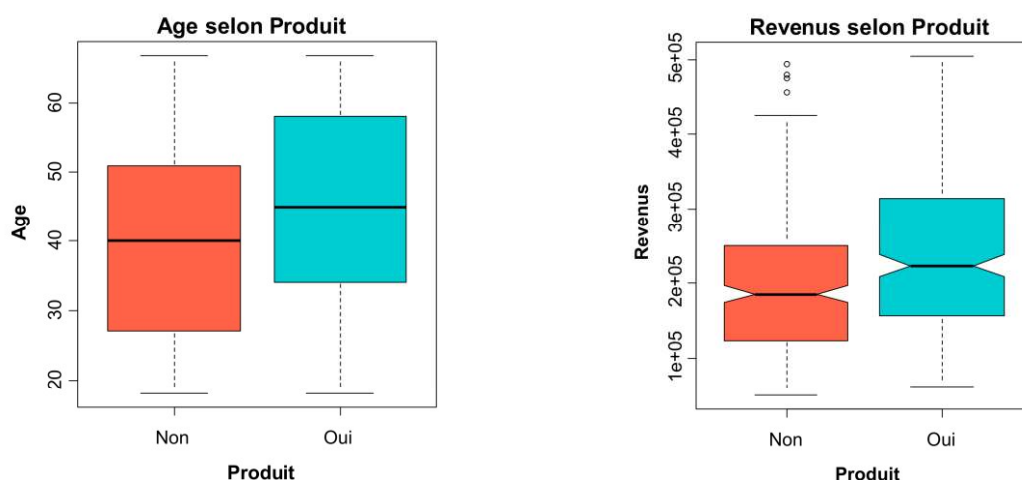 Age selon Produit
Age
60
50
40
30
20
Non
Oui
Produit
Revenus selon Produit
Revenus
5e+05
4e+05
3e+05
2e+05
1e+05
Non
Oui
Produit